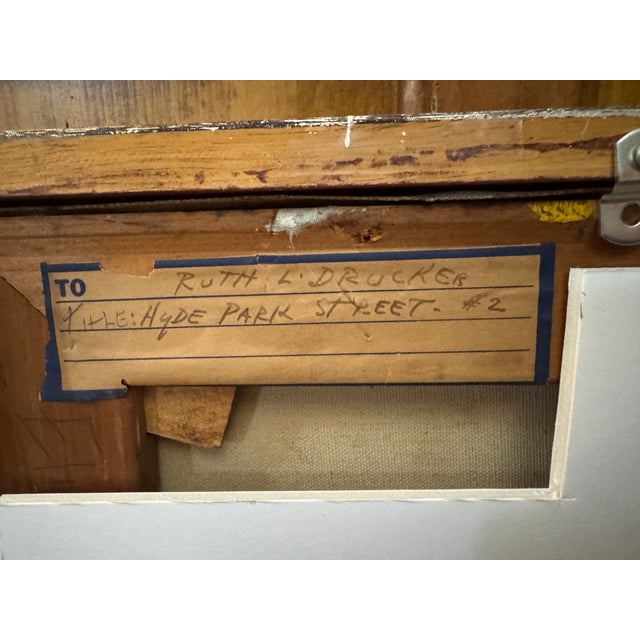 TO RUTH L. DRUCKER
TITLE: HYDE PARK STREET - #2